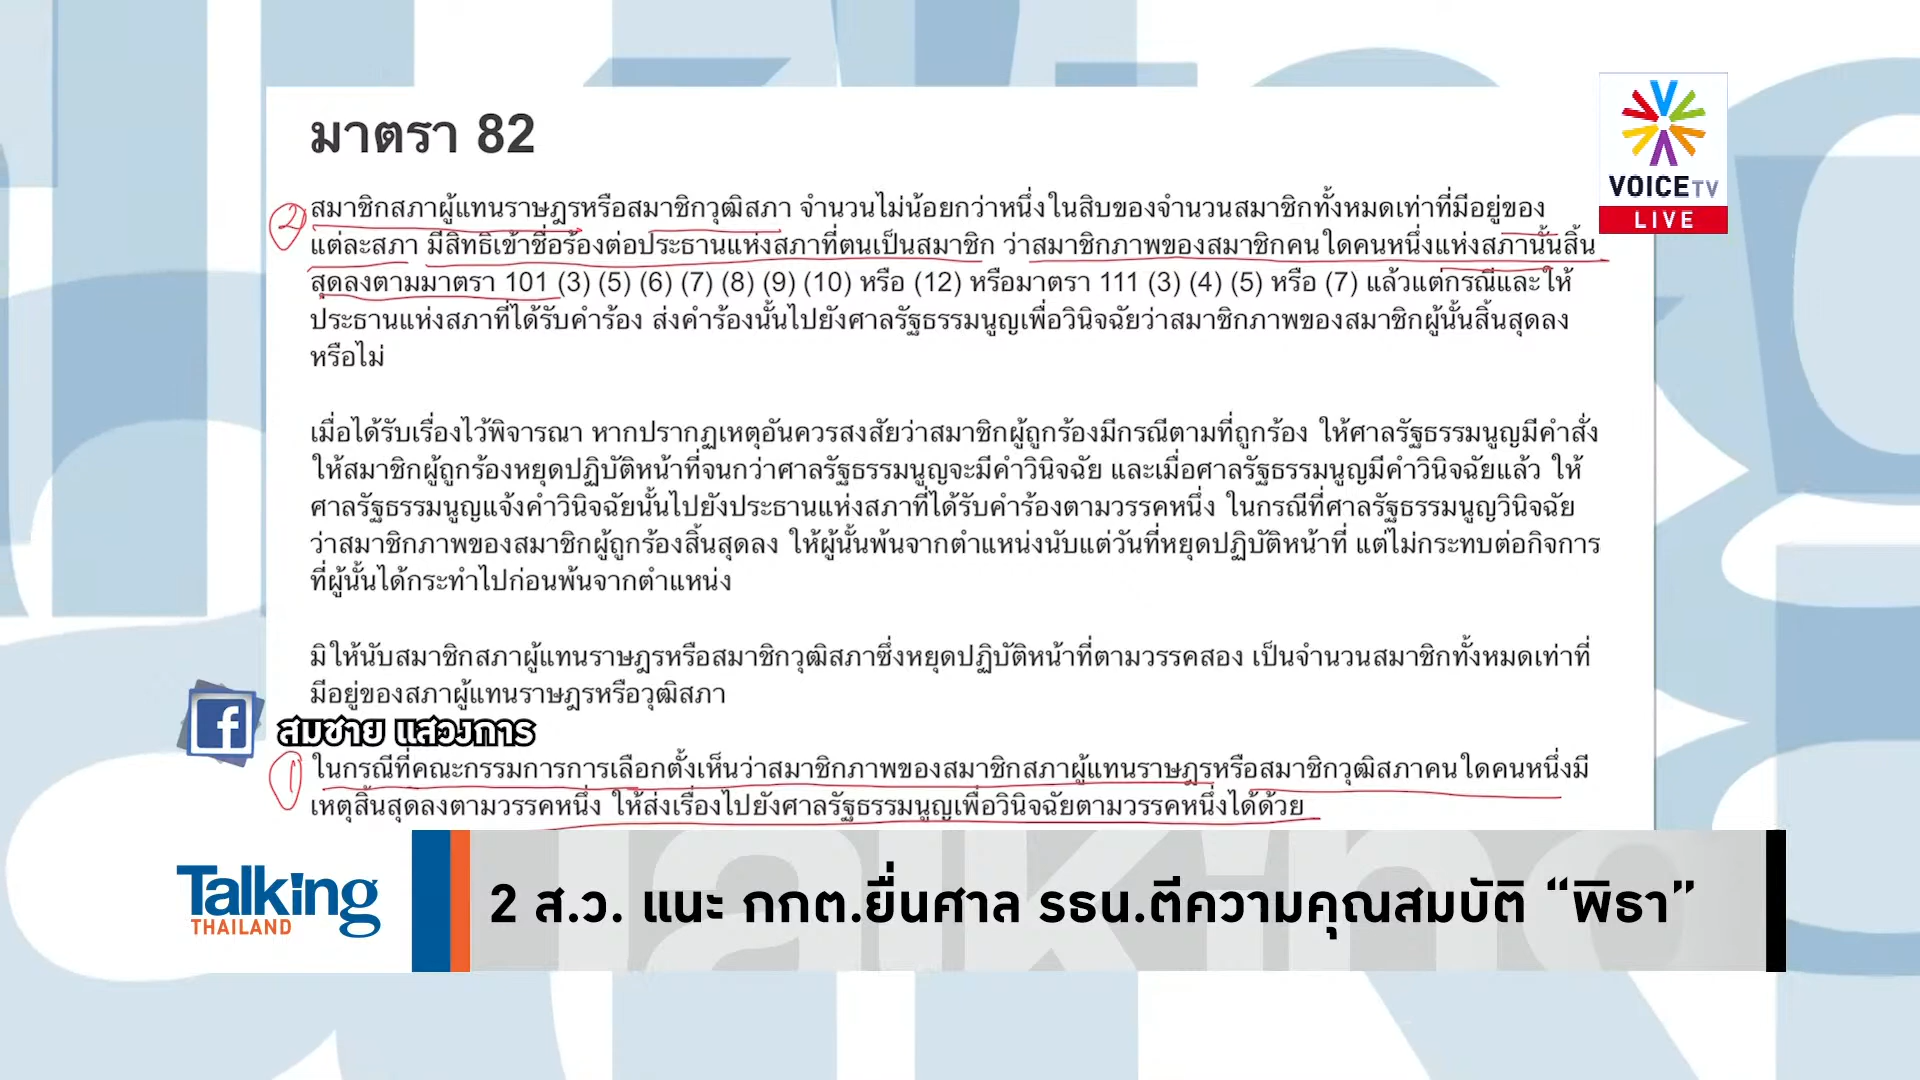 มาตรา 82
VOICE TV
LIVE
2
สมาชิกสภาผู้แทนราษฎรหรือสมาชิกวุฒิสภา จำนวนไม่น้อยกว่าหนึ่งในสิบของจำนวนสมาชิกทั้งหมดเท่าที่มีอยู่ของ
แต่ละสภา มีสิทธิเข้าชื่อร้องต่อประธานแห่งสภาที่ตนเป็นสมาชิก ว่าสมาชิกภาพของสมาชิกคนใดคนหนึ่งแห่งสภานั้นสิ้น
สุดลงตามมาตรา 101 (3) (5) (6) (7) (8) (9) (10) หรือ (12) หรือมาตรา 111 (3) (4) (5) หรือ (7) แล้วแต่กรณีและให้
ประธานแห่งสภาที่ได้รับคำร้อง ส่งคำร้องนั้นไปยังศาลรัฐธรรมนูญเพื่อวินิจฉัยว่าสมาชิกภาพของสมาชิกผู้นั้นสิ้นสุดลง
หรือไม่
เมื่อได้รับเรื่องไว้พิจารณา หากปรากฏเหตุอันควรสงสัยว่าสมาชิกผู้ถูกร้องมีกรณีตามที่ถูกร้อง ให้ศาลรัฐธรรมนูญมีคำสั่ง
ให้สมาชิกผู้ถูกร้องหยุดปฏิบัติหน้าที่จนกว่าศาลรัฐธรรมนูญจะมีคำวินิจฉัย และเมื่อศาลรัฐธรรมนูญมีคำวินิจฉัยแล้ว ให้
ศาลรัฐธรรมนูญแจ้งคำวินิจฉัยนั้นไปยังประธานแห่งสภาที่ได้รับคำร้องตามวรรคหนึ่ง ในกรณีที่ศาลรัฐธรรมนูญวินิจฉัย
ว่าสมาชิกภาพของสมาชิกผู้ถูกร้องสิ้นสุดลง ให้ผู้นั้นพ้นจากตำแหน่งนับแต่วันที่หยุดปฏิบัติหน้าที่ แต่ไม่กระทบต่อกิจการ
ที่ผู้นั้นได้กระทำไปก่อนพ้นจากตำแหน่ง
มิให้นับสมาชิกสภาผู้แทนราษฎรหรือสมาชิกวุฒิสภาซึ่งหยุดปฏิบัติหน้าที่ตามวรรคสอง เป็นจำนวนสมาชิกทั้งหมดเท่าที่
มีอยู่ของสภาผู้แทนราษฎรหรือวุฒิสภา
f สมชาย แสวงการ
1
ในกรณีที่คณะกรรมการการเลือกตั้งเห็นว่าสมาชิกภาพของสมาชิกสภาผู้แทนราษฎรหรือสมาชิกวุฒิสภาคนใดคนหนึ่งมี
เหตุสิ้นสุดลงตามวรรคหนึ่ง ให้ส่งเรื่องไปยังศาลรัฐธรรมนูญเพื่อวินิจฉัยตามวรรคหนึ่งได้ด้วย
Talking
THAILAND
2 ส.ว. แนะ กกต.ยื่นศาล รธน.ตีความคุณสมบัติ “พิธา”